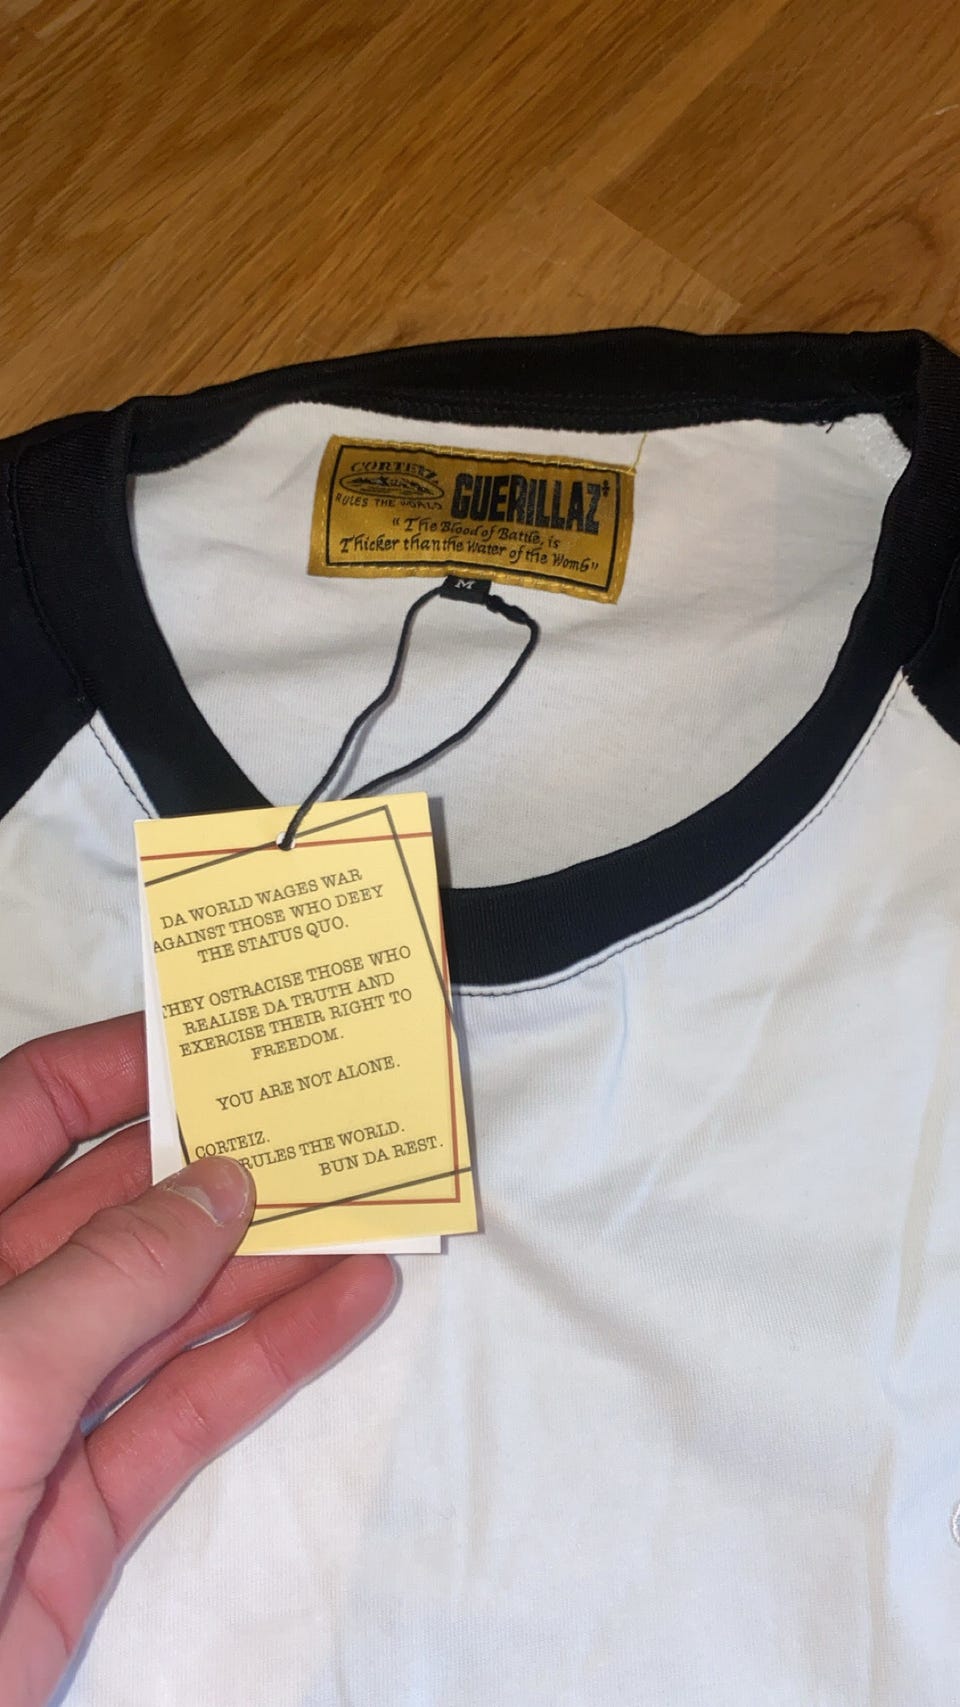 CORTEIZ
RULES THE WORLD
GUERILLAZ
"The Blood of Battle, is
Thicker than the Water of the Womb"
M
DA WORLD WAGES WAR
AGAINST THOSE WHO DEFY
THE STATUS QUO.
THEY OSTRACISE THOSE WHO
REALISE DA TRUTH AND
EXERCISE THEIR RIGHT TO
FREEDOM.
YOU ARE NOT ALONE.
CORTEIZ.
RULES THE WORLD.
BUN DA REST.